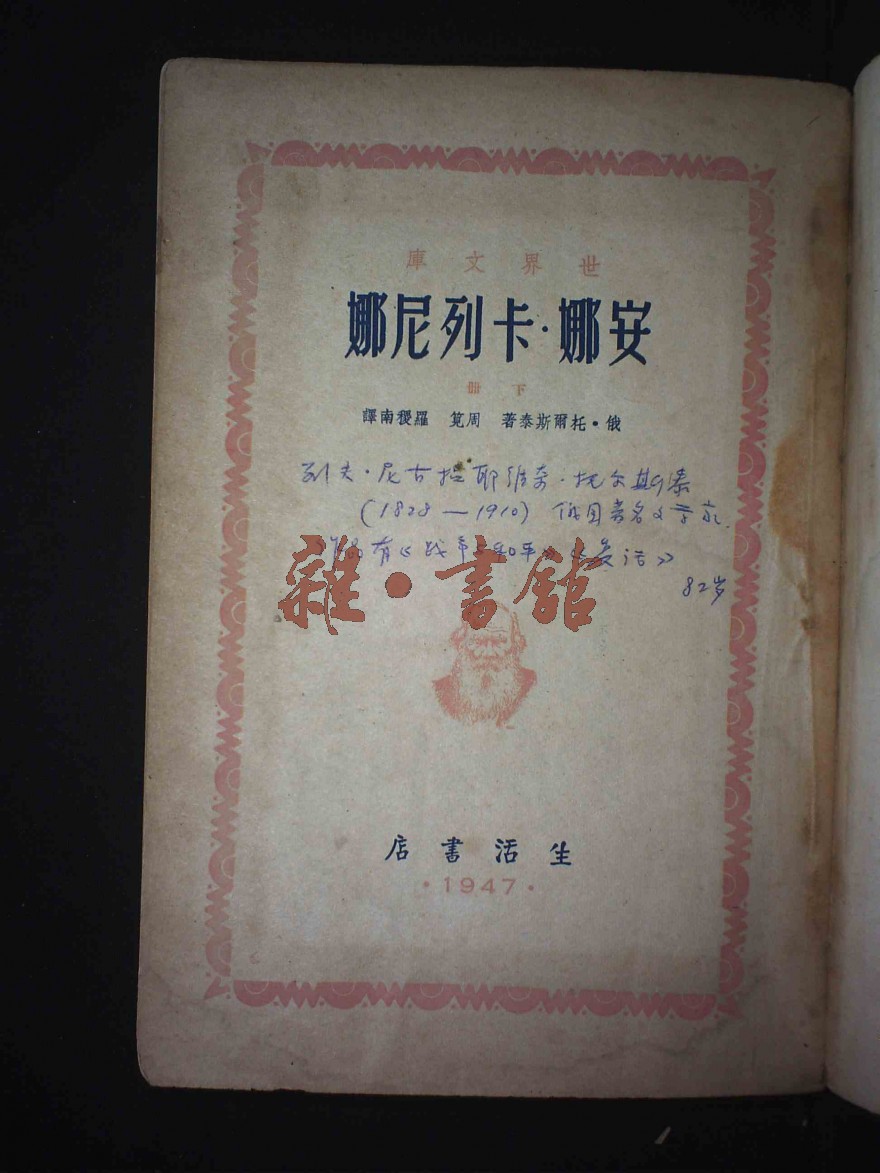 世界文庫
安娜·卡列尼娜
下冊
俄·托爾斯泰著 周筧 羅稷南譯
列夫·尼古拉耶维奇·托尔斯泰
(1828—1910) 俄国著名文学家
有《战争与和平》《复活》
82岁
雜·書館
生活書店
·1947·